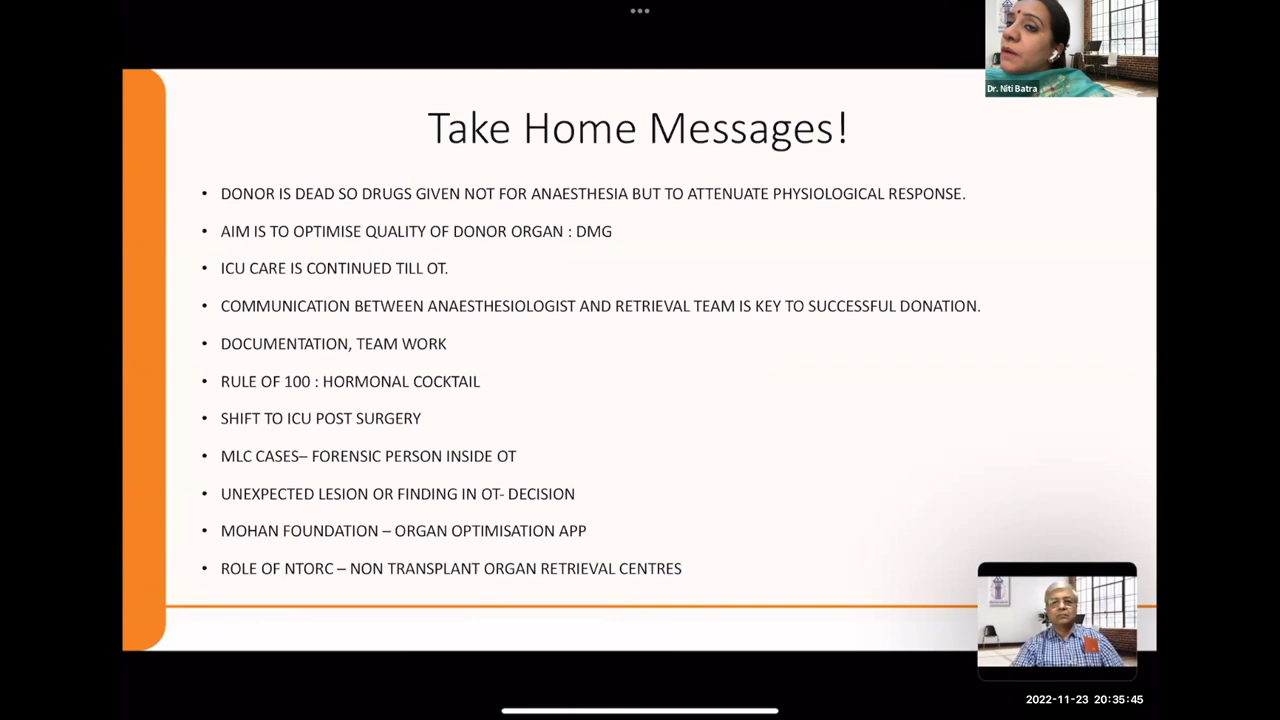 Dr. Niti Batra
Take Home Messages!
• DONOR IS DEAD SO DRUGS GIVEN NOT FOR ANAESTHESIA BUT TO ATTENUATE PHYSIOLOGICAL RESPONSE.
• AIM IS TO OPTIMISE QUALITY OF DONOR ORGAN : DMG
• ICU CARE IS CONTINUED TILL OT.
• COMMUNICATION BETWEEN ANAESTHESIOLOGIST AND RETRIEVAL TEAM IS KEY TO SUCCESSFUL DONATION.
• DOCUMENTATION, TEAM WORK
• RULE OF 100 : HORMONAL COCKTAIL
• SHIFT TO ICU POST SURGERY
• MLC CASES– FORENSIC PERSON INSIDE OT
• UNEXPECTED LESION OR FINDING IN OT- DECISION
• MOHAN FOUNDATION – ORGAN OPTIMISATION APP
• ROLE OF NTORC – NON TRANSPLANT ORGAN RETRIEVAL CENTRES
2022-11-23 20:35:45